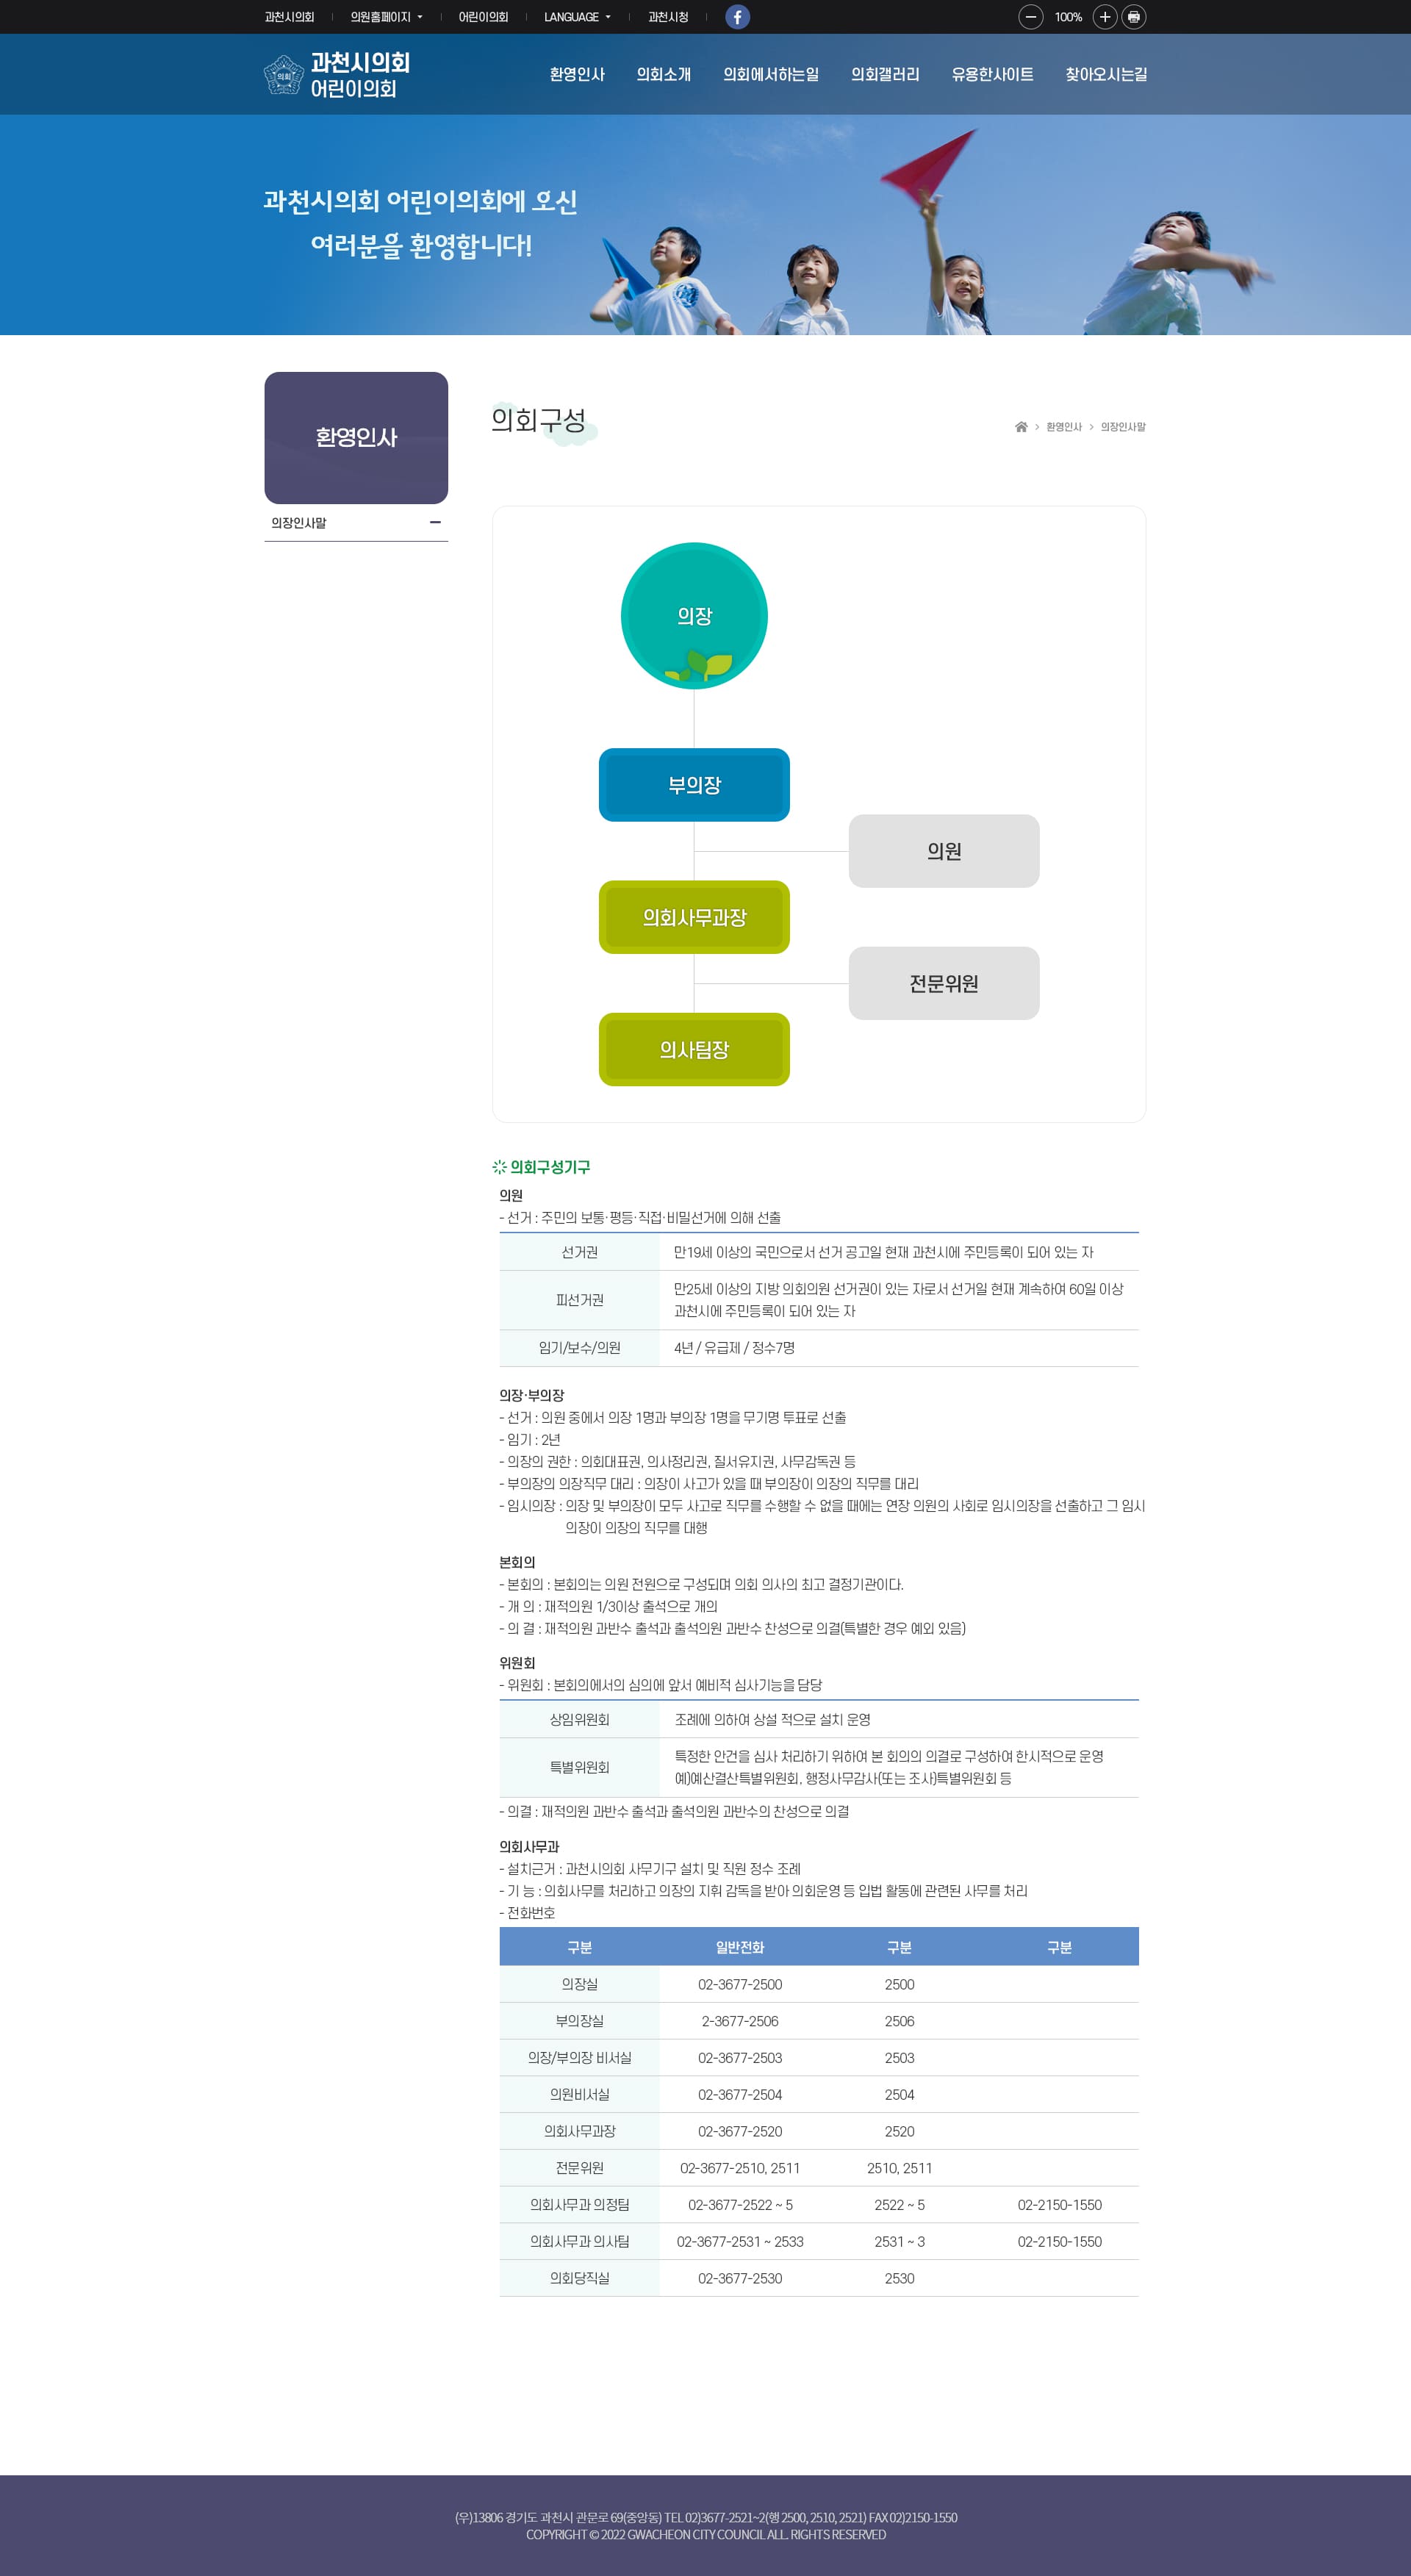 과천시의회
의원홈페이지
어린이의회
LANGUAGE
과천시청
100%
의회
과천시의회
어린이의회
환영인사
의회소개
의회에서하는일
의회갤러리
유용한사이트
찾아오시는길
과천시의회 어린이의회에 오신
여러분을 환영합니다!
환영인사
의장인사말
의회구성
환영인사
의장인사말
의장
부의장
의원
의회사무과장
전문위원
의사팀장
의회구성기구
의원
- 선거 : 주민의 보통·평등·직접·비밀선거에 의해 선출
선거권 만19세 이상의 국민으로서 선거 공고일 현재 과천시에 주민등록이 되어 있는 자
피선거권 만25세 이상의 지방 의회의원 선거권이 있는 자로서 선거일 현재 계속하여 60일 이상
과천시에 주민등록이 되어 있는 자
임기/보수/의원 4년 / 유급제 / 정수7명
의장·부의장
- 선거 : 의원 중에서 의장 1명과 부의장 1명을 무기명 투표로 선출
- 임기 : 2년
- 의장의 권한 : 의회대표권, 의사정리권, 질서유지권, 사무감독권 등
- 부의장의 의장직무 대리 : 의장이 사고가 있을 때 부의장이 의장의 직무를 대리
- 임시의장 : 의장 및 부의장이 모두 사고로 직무를 수행할 수 없을 때에는 연장 의원의 사회로 임시의장을 선출하고 그 임시
의장이 의장의 직무를 대행
본회의
- 본회의 : 본회의는 의원 전원으로 구성되며 의회 의사의 최고 결정기관이다.
- 개 의 : 재적의원 1/3이상 출석으로 개의
- 의 결 : 재적의원 과반수 출석과 출석의원 과반수 찬성으로 의결(특별한 경우 예외 있음)
위원회
- 위원회 : 본회의에서의 심의에 앞서 예비적 심사기능을 담당
상임위원회 조례에 의하여 상설 적으로 설치 운영
특별위원회 특정한 안건을 심사 처리하기 위하여 본 회의의 의결로 구성하여 한시적으로 운영
예)예산결산특별위원회, 행정사무감사(또는 조사)특별위원회 등
- 의결 : 재적의원 과반수 출석과 출석의원 과반수의 찬성으로 의결
의회사무과
- 설치근거 : 과천시의회 사무기구 설치 및 직원 정수 조례
- 기 능 : 의회사무를 처리하고 의장의 지휘 감독을 받아 의회운영 등 입법 활동에 관련된 사무를 처리
- 전화번호
구분 일반전화 구분 구분
의장실 02-3677-2500 2500
부의장실 2-3677-2506 2506
의장/부의장 비서실 02-3677-2503 2503
의원비서실 02-3677-2504 2504
의회사무과장 02-3677-2520 2520
전문위원 02-3677-2510, 2511 2510, 2511
의회사무과 의정팀 02-3677-2522 ~ 5 2522 ~ 5 02-2150-1550
의회사무과 의사팀 02-3677-2531 ~ 2533 2531 ~ 3 02-2150-1550
의회당직실 02-3677-2530 2530
(우)13806 경기도 과천시 관문로 69(중앙동) TEL 02)3677-2521~2(행 2500, 2510, 2521) FAX 02)2150-1550
COPYRIGHT © 2022 GWACHEON CITY COUNCIL ALL. RIGHTS RESERVED